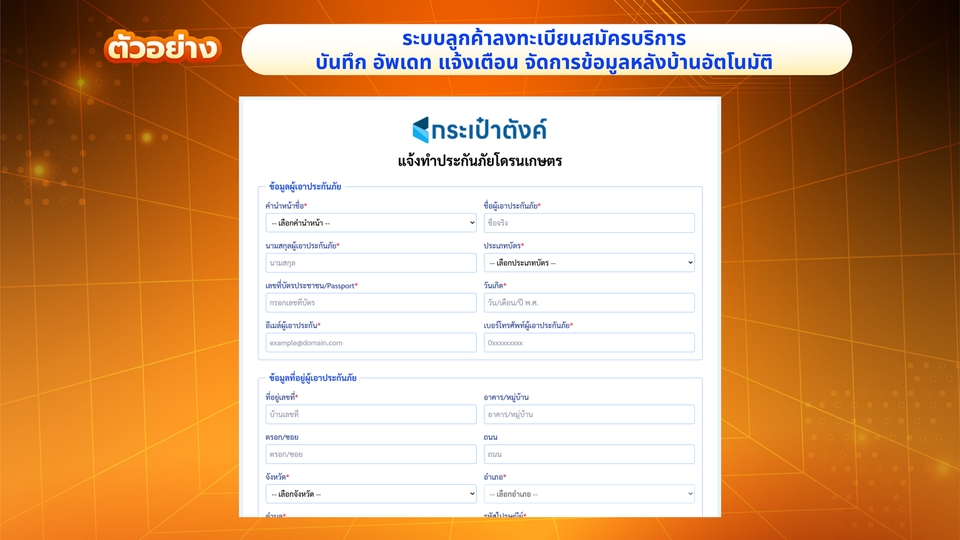 ตัวอย่าง
ระบบลูกค้าลงทะเบียนสมัครบริการ
บันทึก อัพเดท แจ้งเตือน จัดการข้อมูลหลังบ้านอัตโนมัติ
กระเป๋าตังค์
แจ้งทำประกันภัยโดรนเกษตร
ข้อมูลผู้เอาประกันภัย
คำนำหน้าชื่อ* ชื่อผู้เอาประกันภัย*
-- เลือกคำนำหน้า -- ชื่อจริง
นามสกุลผู้เอาประกันภัย* ประเภทบัตร*
นามสกุล -- เลือกประเภทบัตร --
เลขที่บัตรประชาชน/Passport* วันเกิด*
กรอกเลขที่บัตร วัน/เดือน/ปี พ.ศ.
อีเมล์ผู้เอาประกัน* เบอร์โทรศัพท์ผู้เอาประกันภัย*
example@domain.com 0xxxxxxxxx
ข้อมูลที่อยู่ผู้เอาประกันภัย
ที่อยู่เลขที่* อาคาร/หมู่บ้าน
บ้านเลขที่ อาคาร/หมู่บ้าน
ตรอก/ซอย ถนน
ตรอก/ซอย ถนน
จังหวัด* อำเภอ*
-- เลือกจังหวัด -- -- เลือกอำเภอ --
ตำบล* รหัสไปรษณีย์*